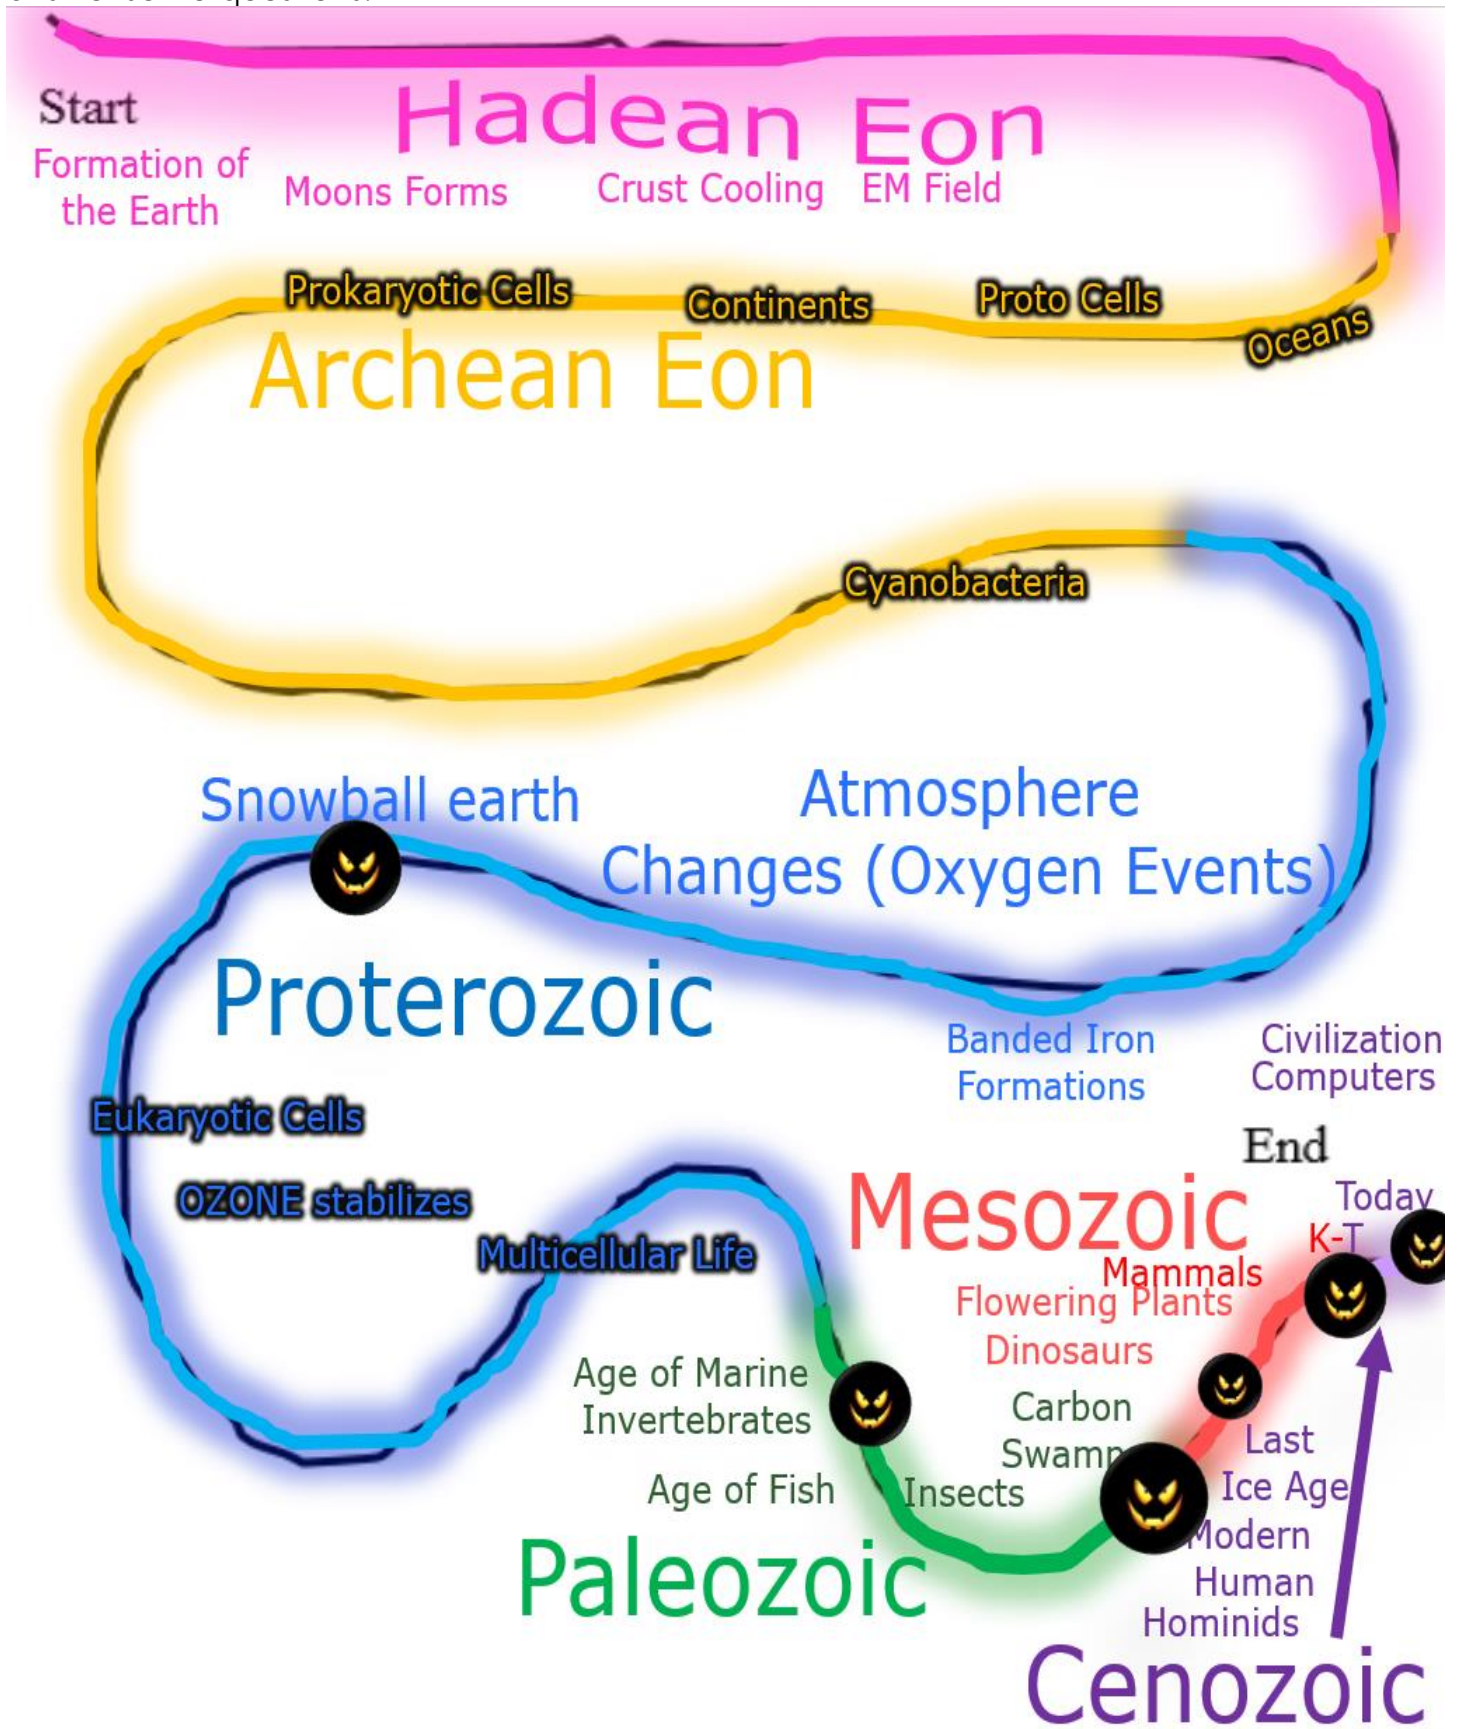 Start
Hadean Eon
Formation of
the Earth
Moons Forms
Crust Cooling
EM Field
Prokaryotic Cells
Continents
Proto Cells
Oceans
Archean Eon
Cyanobacteria
Snowball earth
Atmosphere
Changes (Oxygen Events)
Proterozoic
Banded Iron
Formations
Civilization
Computers
Eukaryotic Cells
OZONE stabilizes
Multicellular Life
End
Today
Mesozoic
K-T
Mammals
Flowering Plants
Dinosaurs
Age of Marine
Invertebrates
Carbon
Swamp
Age of Fish
Insects
Last
Ice Age
Modern
Human
Hominids
Paleozoic
Cenozoic